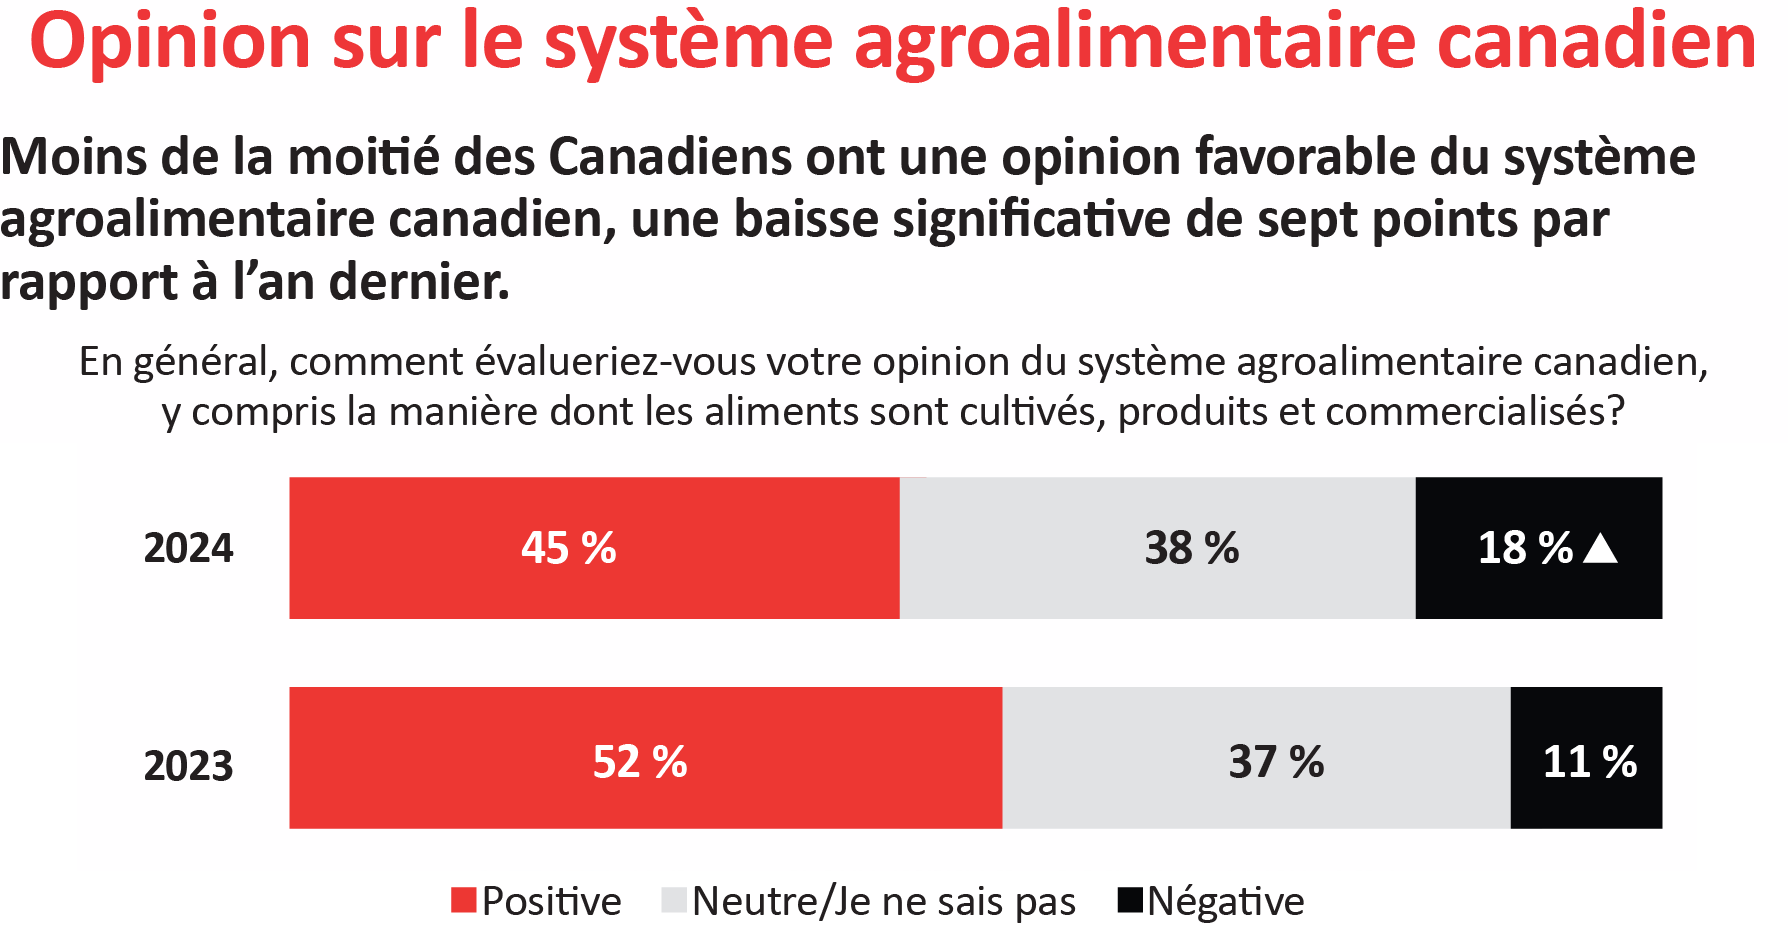 Opinion sur le système agroalimentaire canadien
Moins de la moitié des Canadiens ont une opinion favorable du système
agroalimentaire canadien, une baisse significative de sept points par
rapport à l’an dernier.
En général, comment évalueriez-vous votre opinion du système agroalimentaire canadien,
y compris la manière dont les aliments sont cultivés, produits et commercialisés?
2024 45 % 38 % 18 % ▲
2023 52 % 37 % 11 %
Positive Neutre/Je ne sais pas Négative